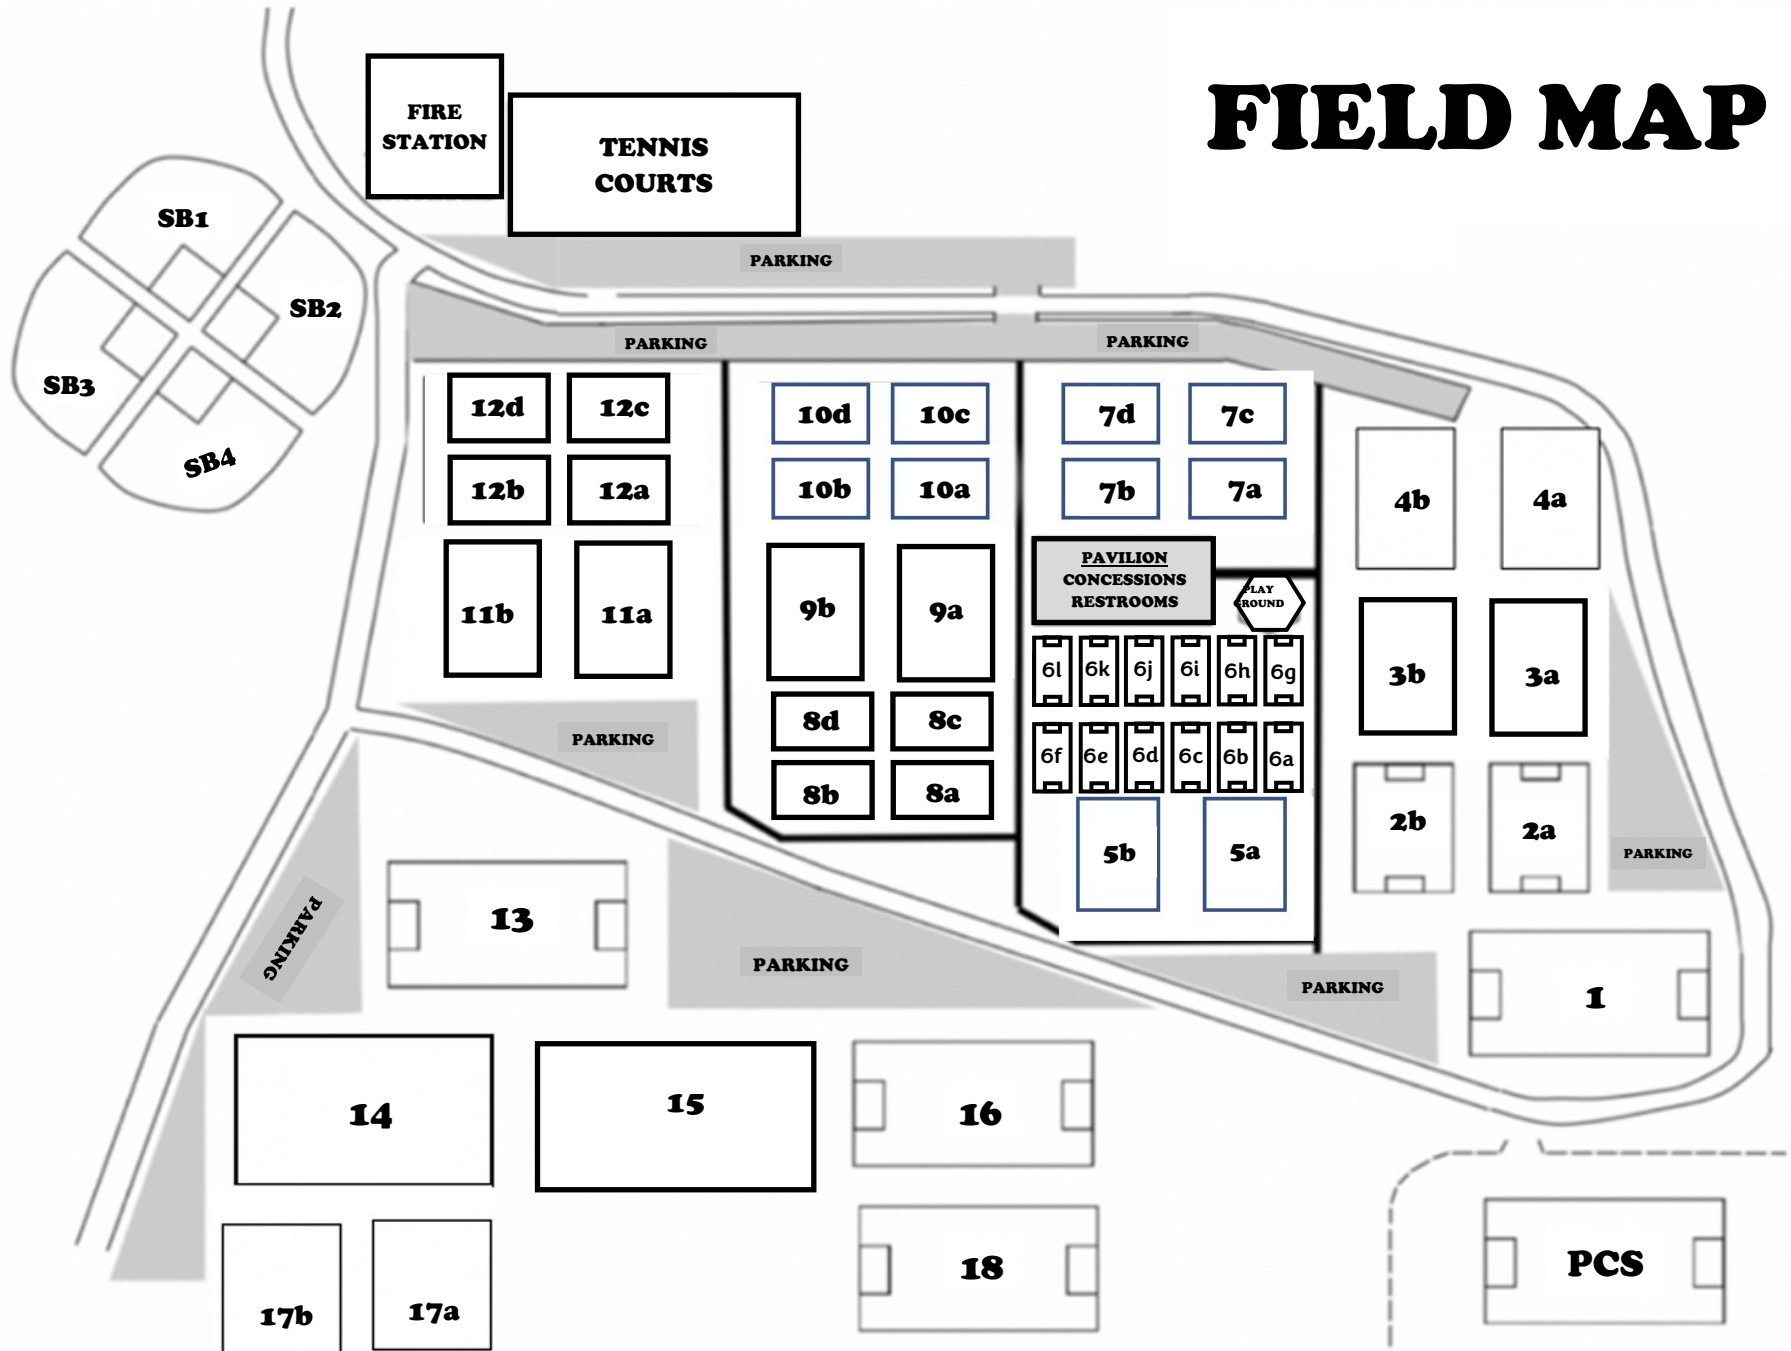 FIELD MAP
FIRE
STATION
TENNIS
COURTS
SB1
SB2
SB3
SB4
PARKING
PARKING
PARKING
12d
12c
10d
10c
7d
7c
12b
12a
10b
10a
7b
7a
4b
4a
11b
11a
9b
9a
PAVILION
CONCESSIONS
RESTROOMS
PLAY
GROUND
6l
6k
6j
6i
6h
6g
3b
3a
8d
8c
PARKING
6f
6e
6d
6c
6b
6a
8b
8a
2b
2a
5b
5a
PARKING
13
PARKING
PARKING
PARKING
1
14
15
16
18
PCS
17b
17a